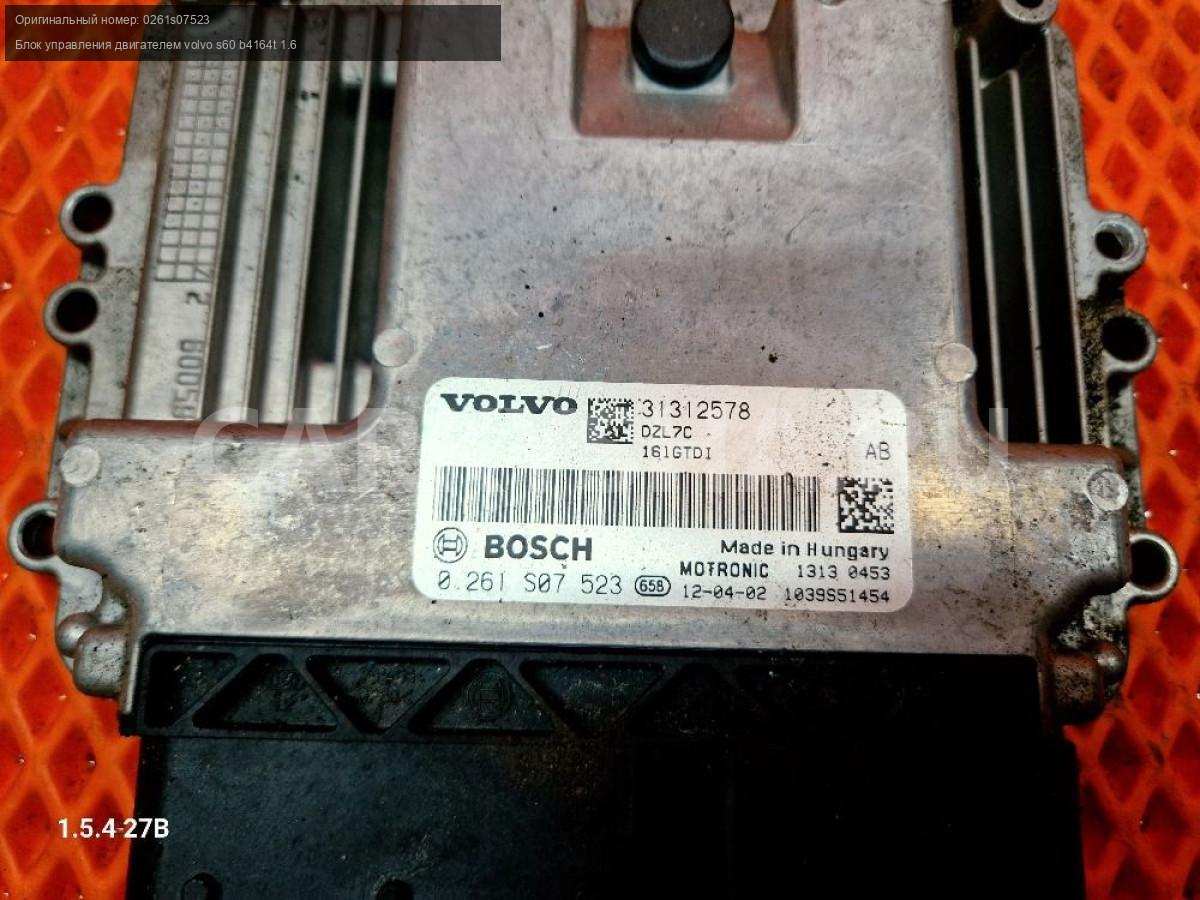 Оригинальный номер: 0261s07523
Блок управления двигателем volvo s60 b4164t 1.6
VOLVO 31312578
DZL7C
161GTDI AB
BOSCH Made in Hungary
MOTRONIC 1313 0453
0.261 S07 523 658 12-04-02 1039S51454
1.5.4-27B